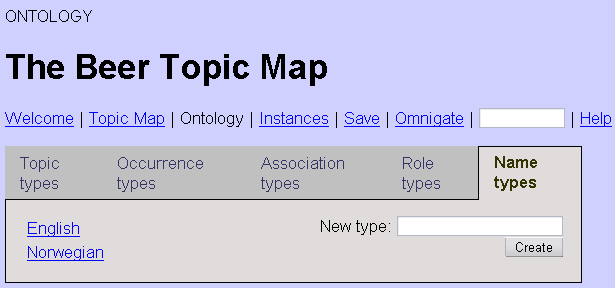 ONTOLOGY
The Beer Topic Map
Welcome | Topic Map | Ontology | Instances | Save | Omnigate | | Help
Topic types Occurrence types Association types Role types Name types
English
New type:
Norwegian
Create